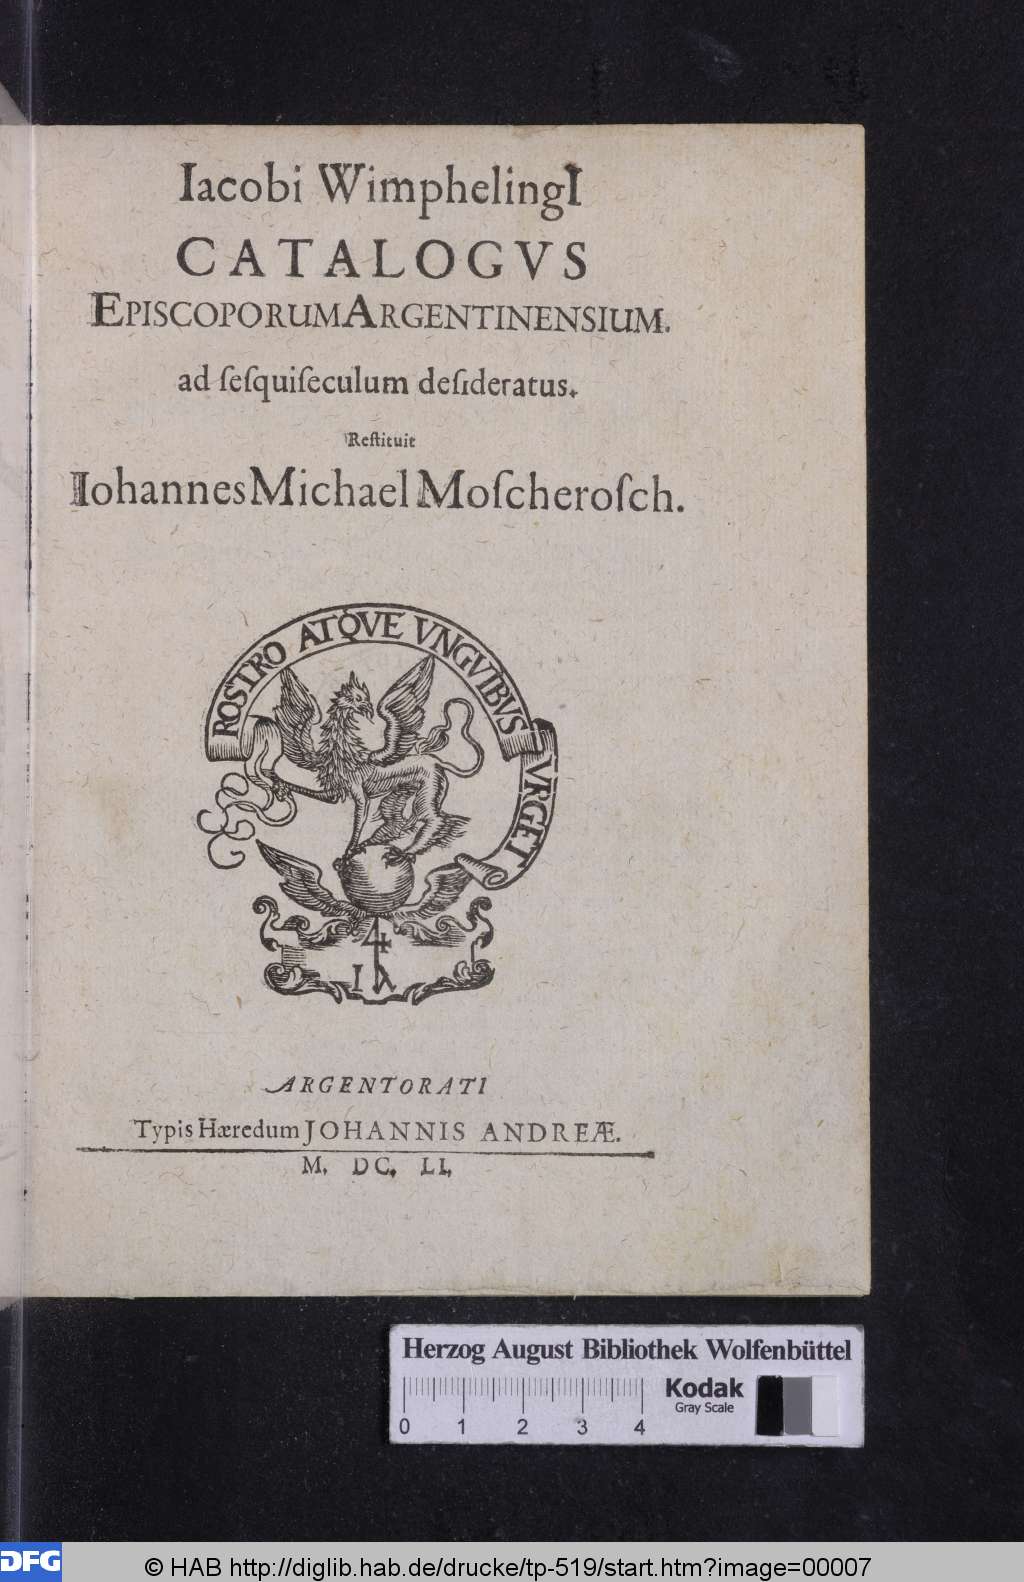 Iacobi WimphelingI
CATALOGVS
EPISCOPORUM ARGENTINENSIUM.
ad ſeſquiſeculum deſideratus.
Reſtituit
Iohannes Michael Moſcheroſch.
ROSTRO ATQVE VNGVIBVS VRGET
4
I A
ARGENTORATI
Typis Hæredum JOHANNIS ANDREÆ.
M. DC. LI.
Herzog August Bibliothek Wolfenbüttel
Kodak
Gray Scale
0 1 2 3 4
DFG
© HAB http://diglib.hab.de/drucke/tp-519/start.htm?image=00007